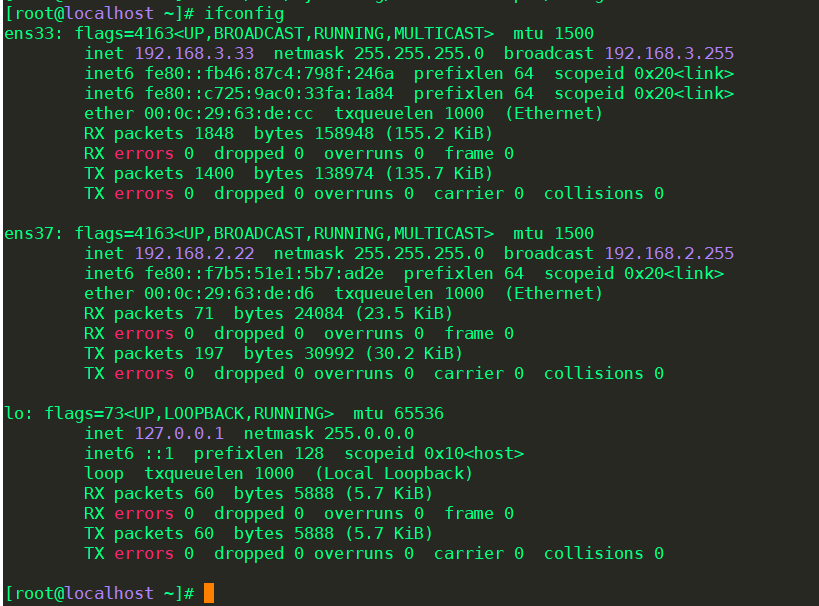 [root@localhost ~]# ifconfig
ens33: flags=4163<UP,BROADCAST,RUNNING,MULTICAST>  mtu 1500
        inet 192.168.3.33  netmask 255.255.255.0  broadcast 192.168.3.255
        inet6 fe80::fb46:87c4:798f:246a  prefixlen 64  scopeid 0x20<link>
        inet6 fe80::c725:9ac0:33fa:1a84  prefixlen 64  scopeid 0x20<link>
        ether 00:0c:29:63:de:cc  txqueuelen 1000  (Ethernet)
        RX packets 1848  bytes 158948 (155.2 KiB)
        RX errors 0  dropped 0  overruns 0  frame 0
        TX packets 1400  bytes 138974 (135.7 KiB)
        TX errors 0  dropped 0 overruns 0  carrier 0  collisions 0

ens37: flags=4163<UP,BROADCAST,RUNNING,MULTICAST>  mtu 1500
        inet 192.168.2.22  netmask 255.255.255.0  broadcast 192.168.2.255
        inet6 fe80::f7b5:51e1:5b7:ad2e  prefixlen 64  scopeid 0x20<link>
        ether 00:0c:29:63:de:d6  txqueuelen 1000  (Ethernet)
        RX packets 71  bytes 24084 (23.5 KiB)
        RX errors 0  dropped 0  overruns 0  frame 0
        TX packets 197  bytes 30992 (30.2 KiB)
        TX errors 0  dropped 0 overruns 0  carrier 0  collisions 0

lo: flags=73<UP,LOOPBACK,RUNNING>  mtu 65536
        inet 127.0.0.1  netmask 255.0.0.0
        inet6 ::1  prefixlen 128  scopeid 0x10<host>
        loop  txqueuelen 1000  (Local Loopback)
        RX packets 60  bytes 5888 (5.7 KiB)
        RX errors 0  dropped 0  overruns 0  frame 0
        TX packets 60  bytes 5888 (5.7 KiB)
        TX errors 0  dropped 0 overruns 0  carrier 0  collisions 0

[root@localhost ~]#